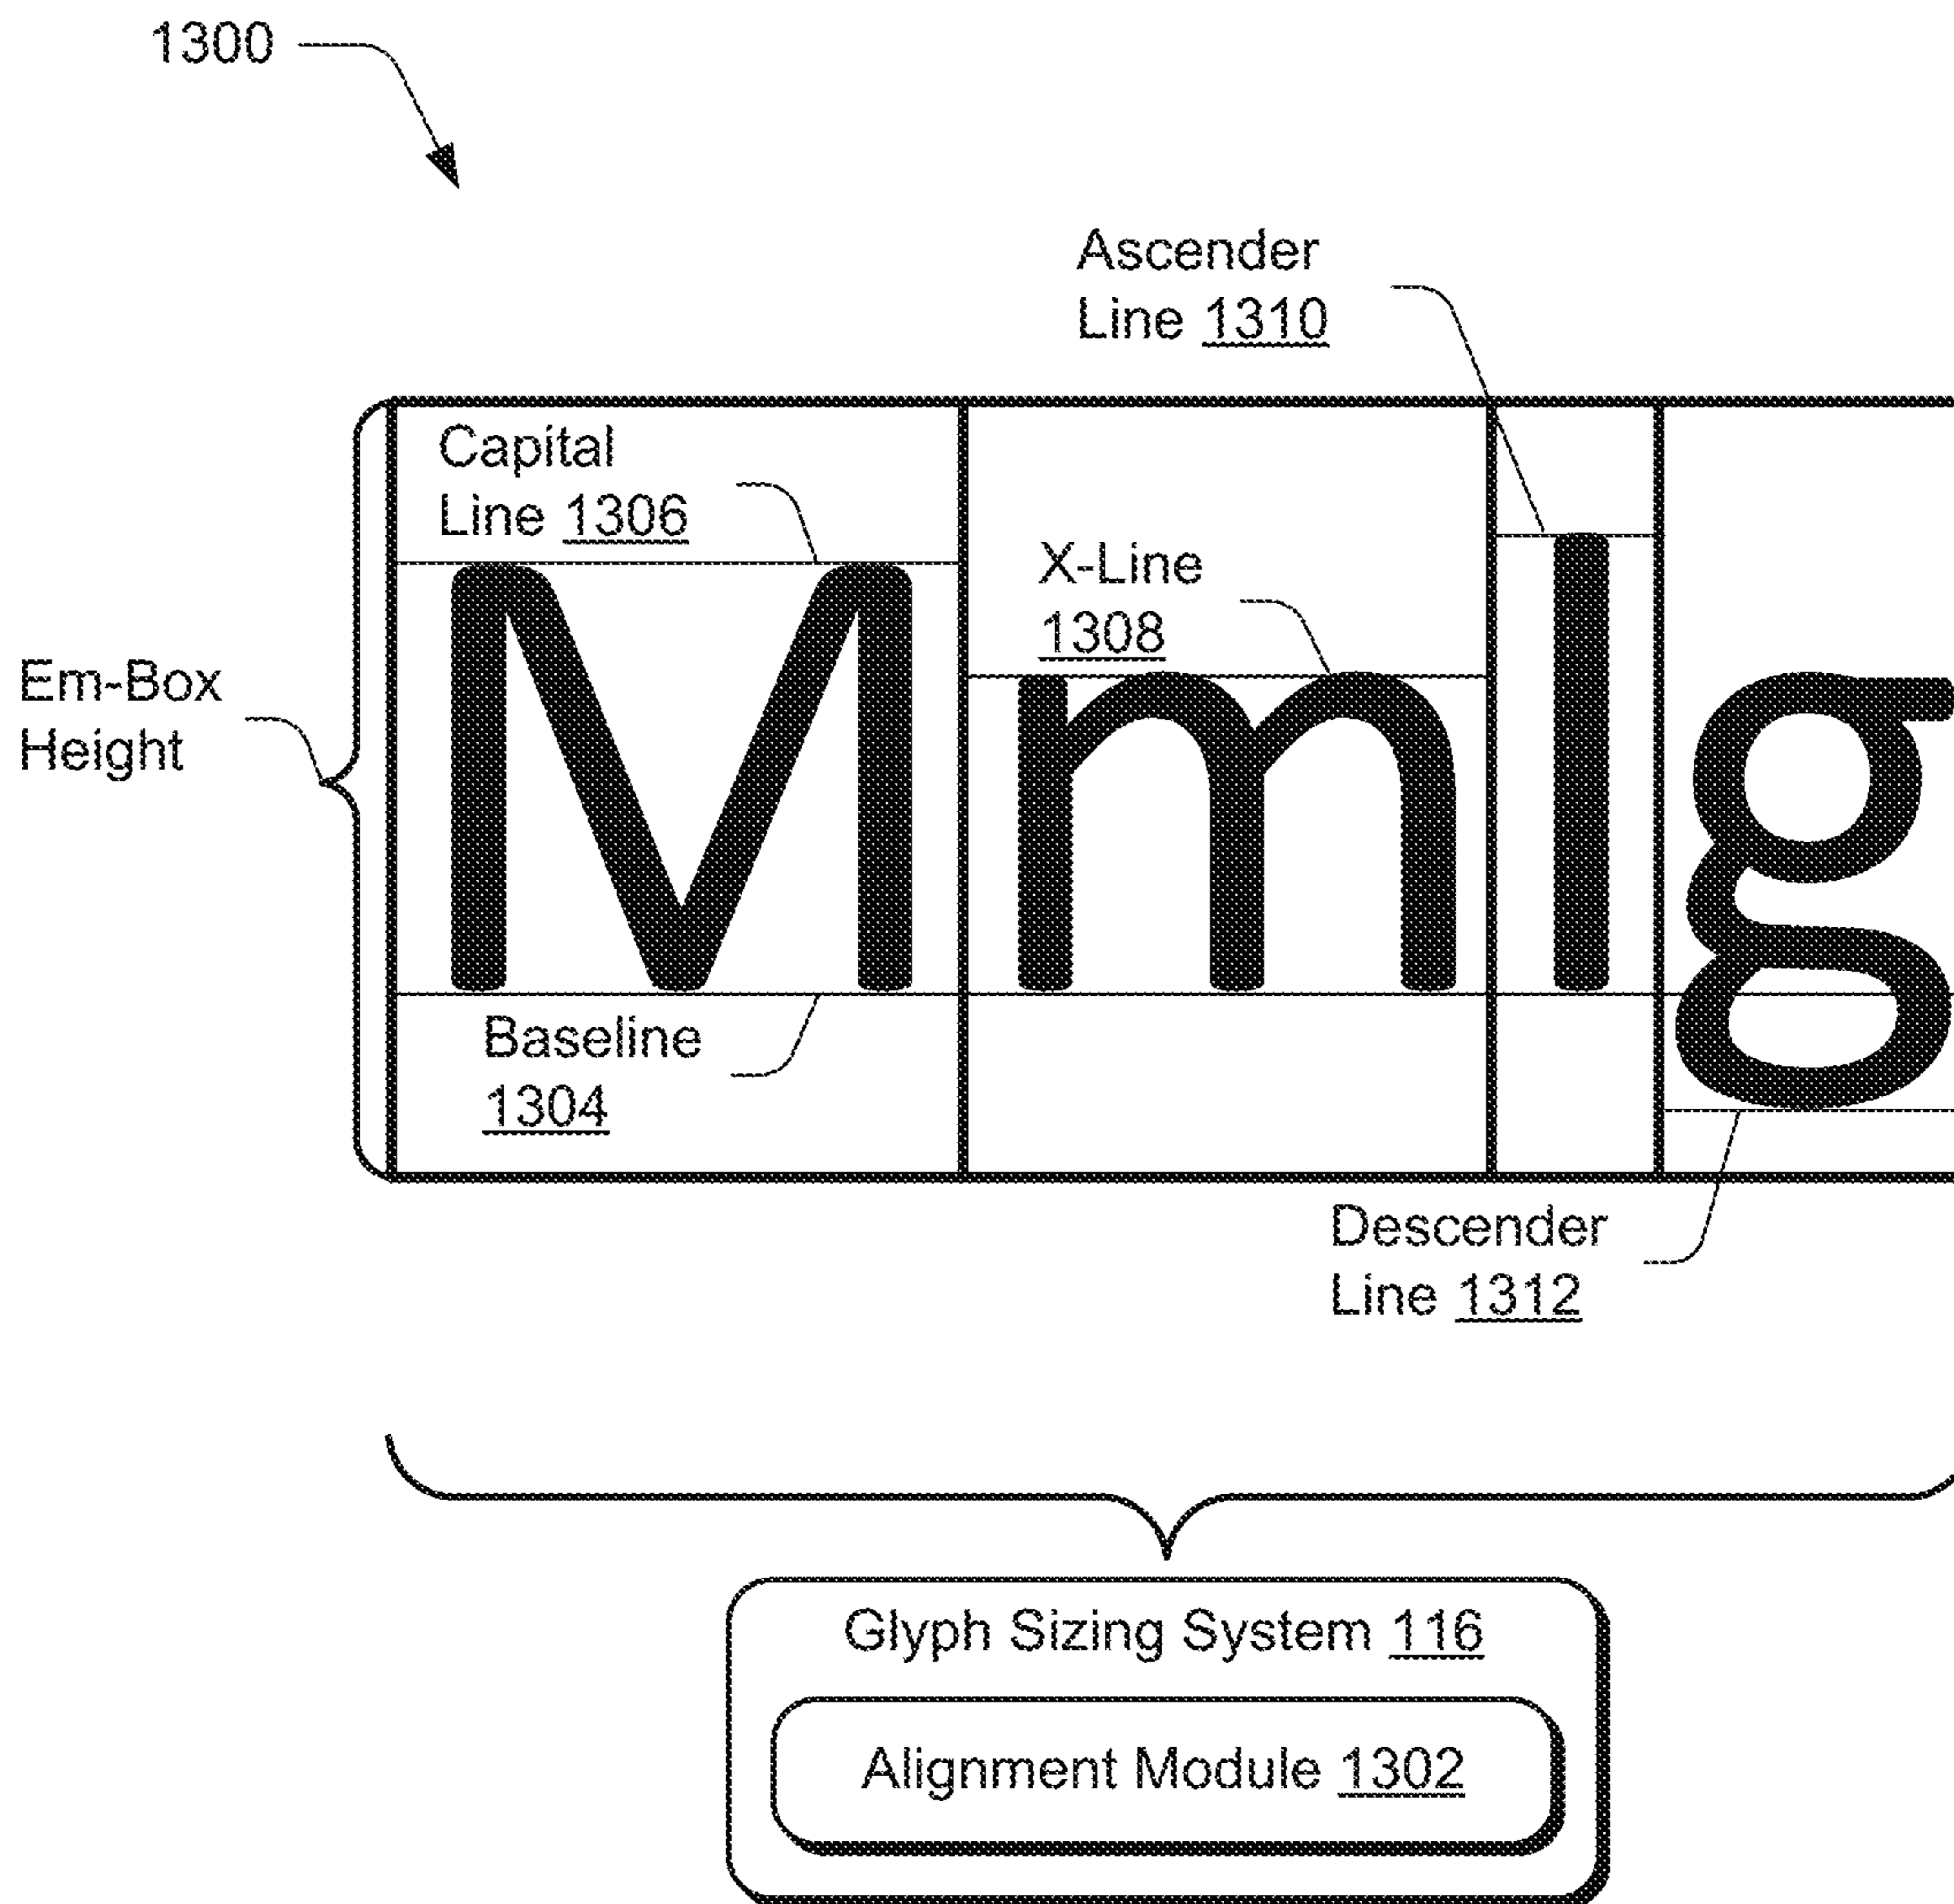 1300
Ascender
Line 1310
Capital
Line 1306
X-Line
1308
Em-Box
Height
Mmlg
Baseline
1304
Descender
Line 1312
Glyph Sizing System 116
Alignment Module 1302